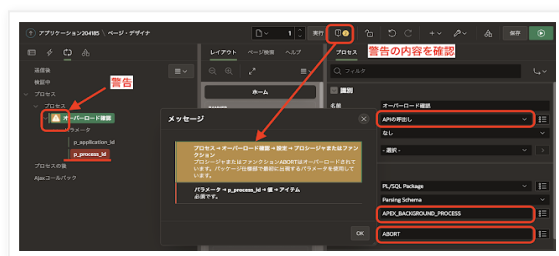 アプリケーション204185 \ ページ・デザイナ
1
実行
保存
レイアウト
ページ検索
ヘルプ
プロセス
警告の内容を確認
警告
検証中
プロセス
プロセス
オーバーロード確認
パラメータ
p_application_id
p_process_id
プロセスの後
Ajaxコールバック
ホーム
フィルタ
識別
名前
オーバーロード確認
APIの呼出し
なし
- 選択 -
メッセージ
プロセス → オーバーロード確認 → 設定 → プロシージャまたはファンクション
プロシージャまたはファンクションABORTはオーバーロードされています。パッケージ仕様部で最初に出現するパラメータを使用しています。
パラメータ → p_process_id → 値 → アイテム
必須です。
OK
PL/SQL Package
Parsing Schema
APEX_BACKGROUND_PROCESS
ABORT